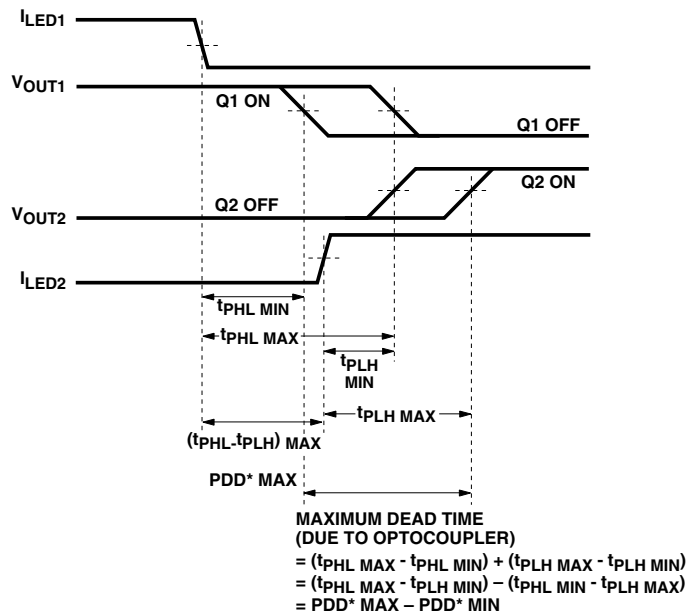 ILED1
VOUT1
Q1 ON
Q1 OFF
Q2 ON
Q2 OFF
VOUT2
ILED2
tPHL MIN
tPHL MAX
tPLH
MIN
tPLH MAX
(tPHL-tPLH) MAX
PDD* MAX
MAXIMUM DEAD TIME
(DUE TO OPTOCOUPLER)
= (tPHL MAX - tPHL MIN) + (tPLH MAX - tPLH MIN)
= (tPHL MAX - tPLH MIN) – (tPHL MIN - tPLH MAX)
= PDD* MAX – PDD* MIN